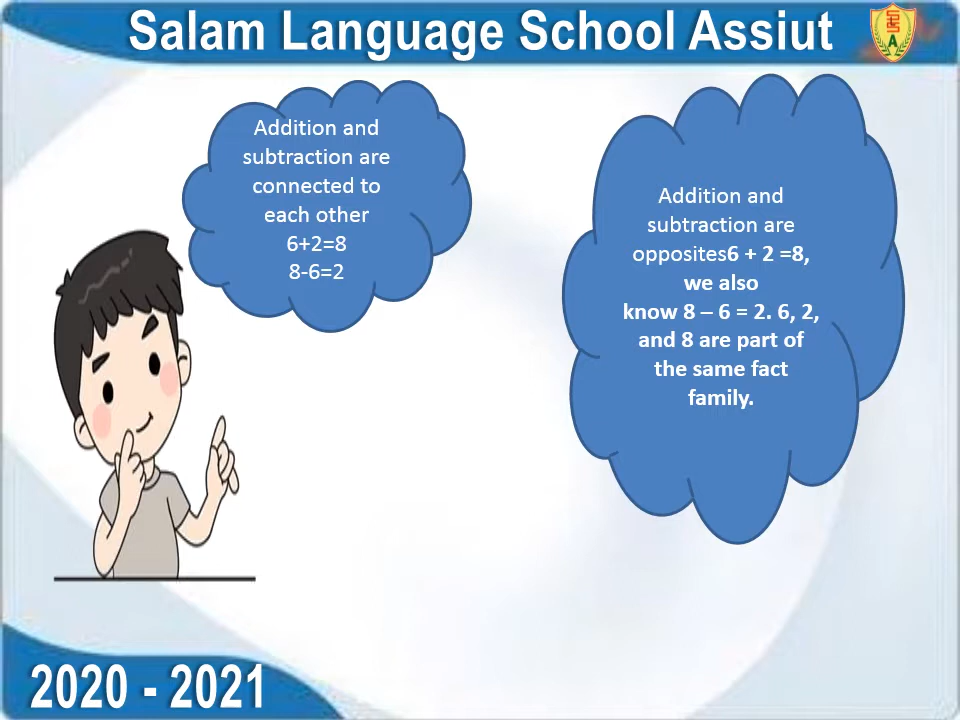 Salam Language School Assiut
Addition and
subtraction are
connected to
each other
6+2=8
8-6=2
Addition and
subtraction are
opposites6 + 2 =8,
we also
know 8 – 6 = 2. 6, 2,
and 8 are part of
the same fact
family.
2020 - 2021